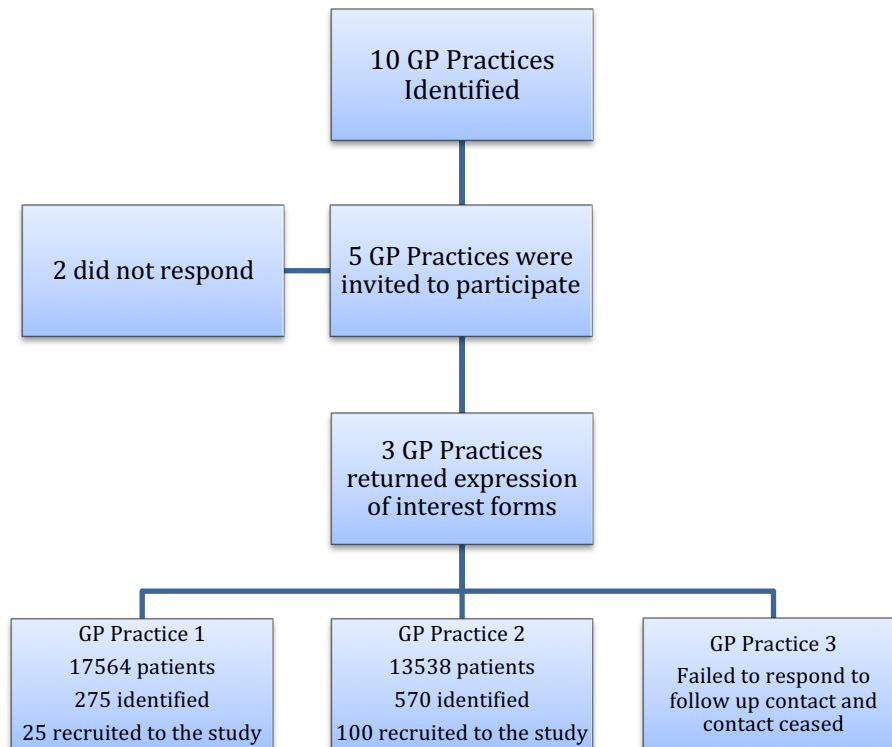 10 GP Practices
Identified
2 did not respond
5 GP Practices were
invited to participate
3 GP Practices
returned expression
of interest forms
GP Practice 1
17564 patients
275 identified
25 recruited to the study
GP Practice 2
13538 patients
570 identified
100 recruited to the study
GP Practice 3
Failed to respond to
follow up contact and
contact ceased